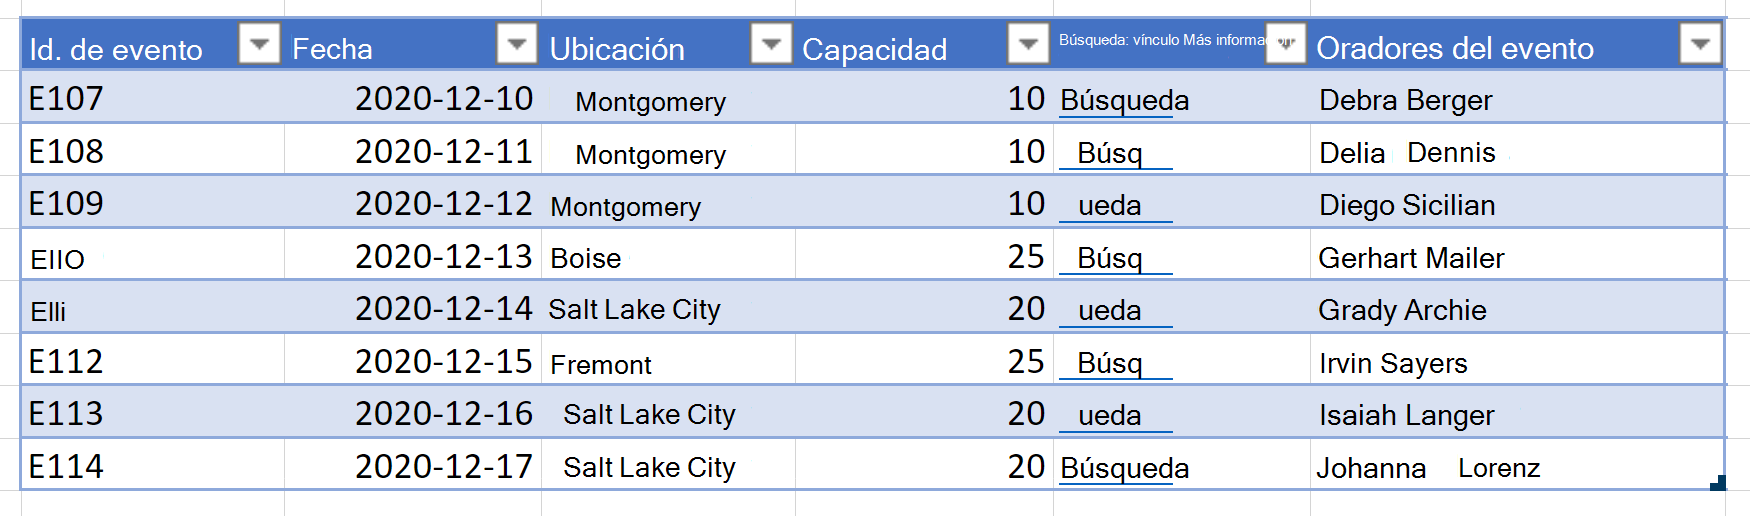 Id. de evento Fecha Ubicación Capacidad Búsqueda: vínculo Más información Oradores del evento
E107 2020-12-10 Montgomery 10 Búsqueda Debra Berger
E108 2020-12-11 Montgomery 10 Búsq Delia Dennis
E109 2020-12-12 Montgomery 10 ueda Diego Sicilian
EIIO 2020-12-13 Boise 25 Búsq Gerhart Mailer
Elli 2020-12-14 Salt Lake City 20 ueda Grady Archie
E112 2020-12-15 Fremont 25 Búsq Irvin Sayers
E113 2020-12-16 Salt Lake City 20 ueda Isaiah Langer
E114 2020-12-17 Salt Lake City 20 Búsqueda Johanna Lorenz